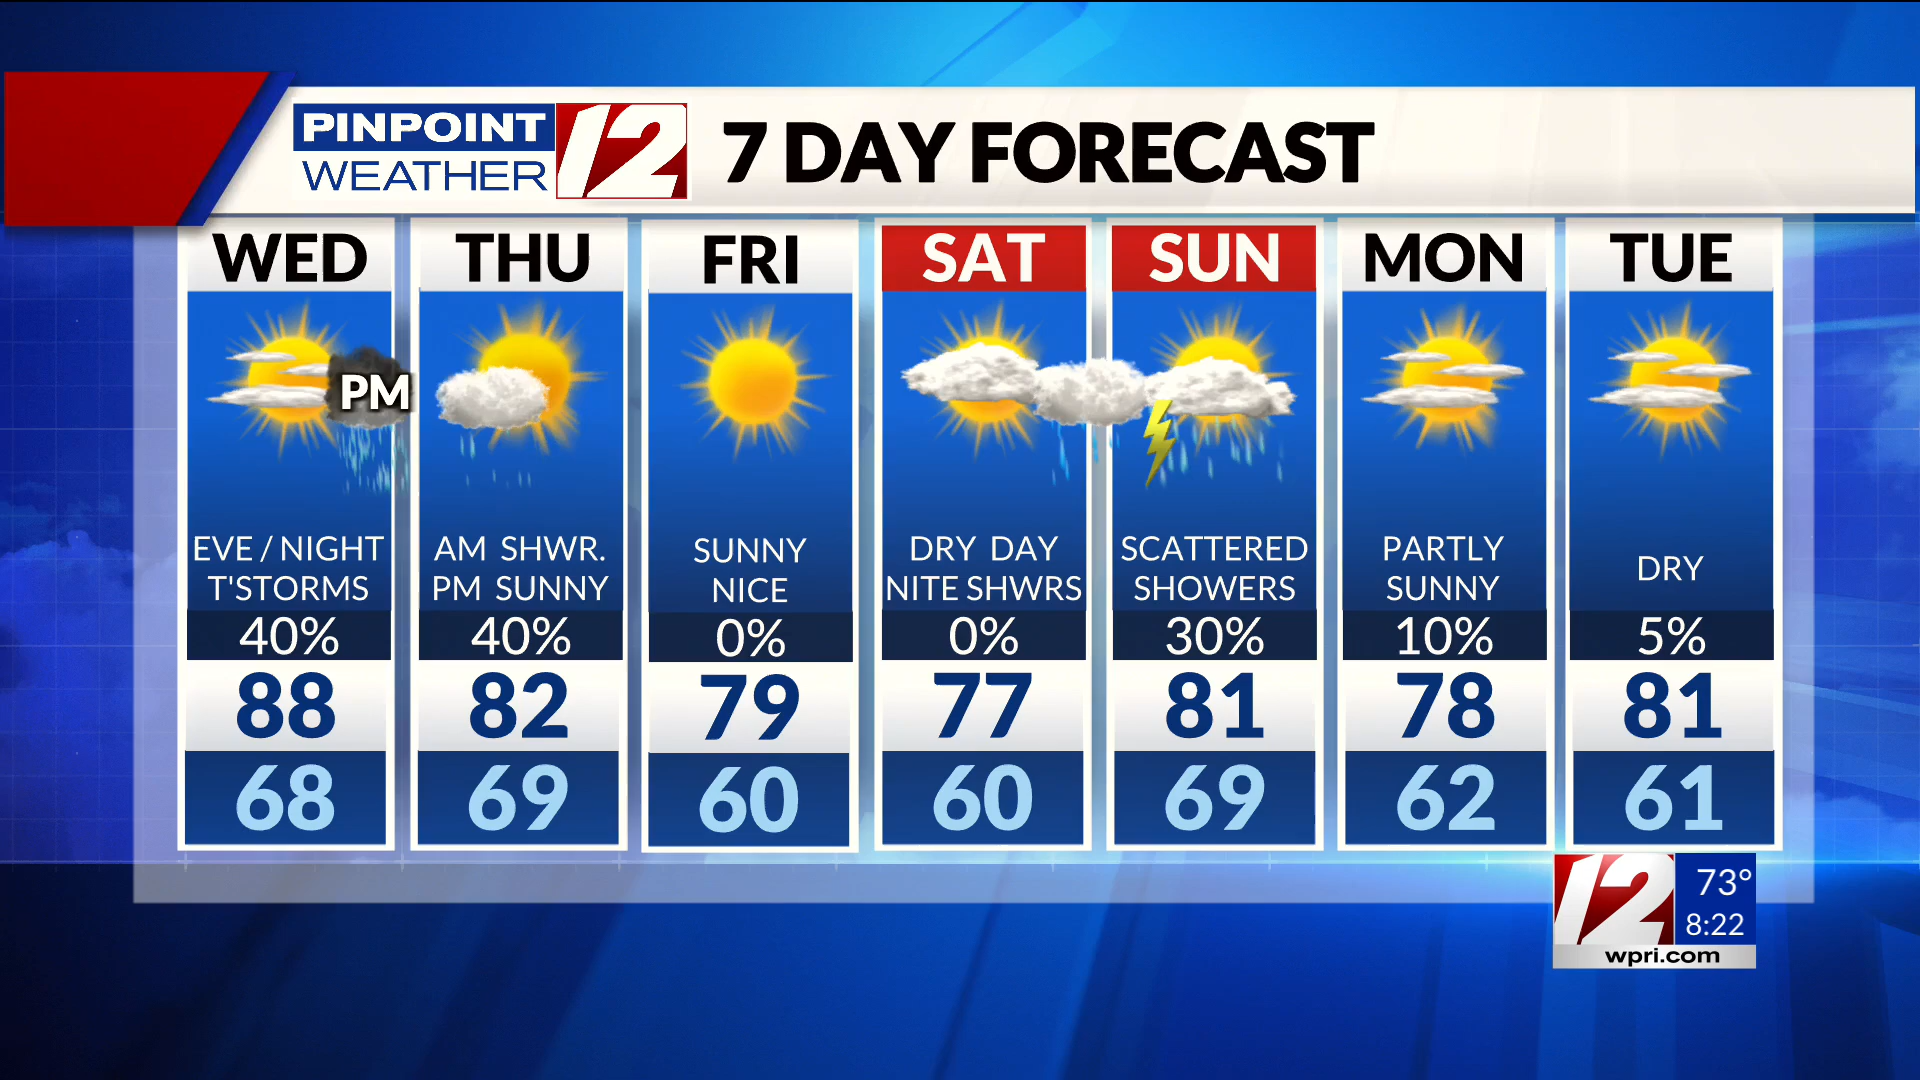 PINPOINT
WEATHER
12
7 DAY FORECAST
WED
PM
EVE / NIGHT
T'STORMS
40%
88
68
THU
AM SHWR.
PM SUNNY
40%
82
69
FRI
SUNNY
NICE
0%
79
60
SAT
DRY DAY
NITE SHWRS
0%
77
60
SUN
SCATTERED
SHOWERS
30%
81
69
MON
PARTLY
SUNNY
10%
78
62
TUE
DRY
5%
81
61
12
73°
8:22
wpri.com